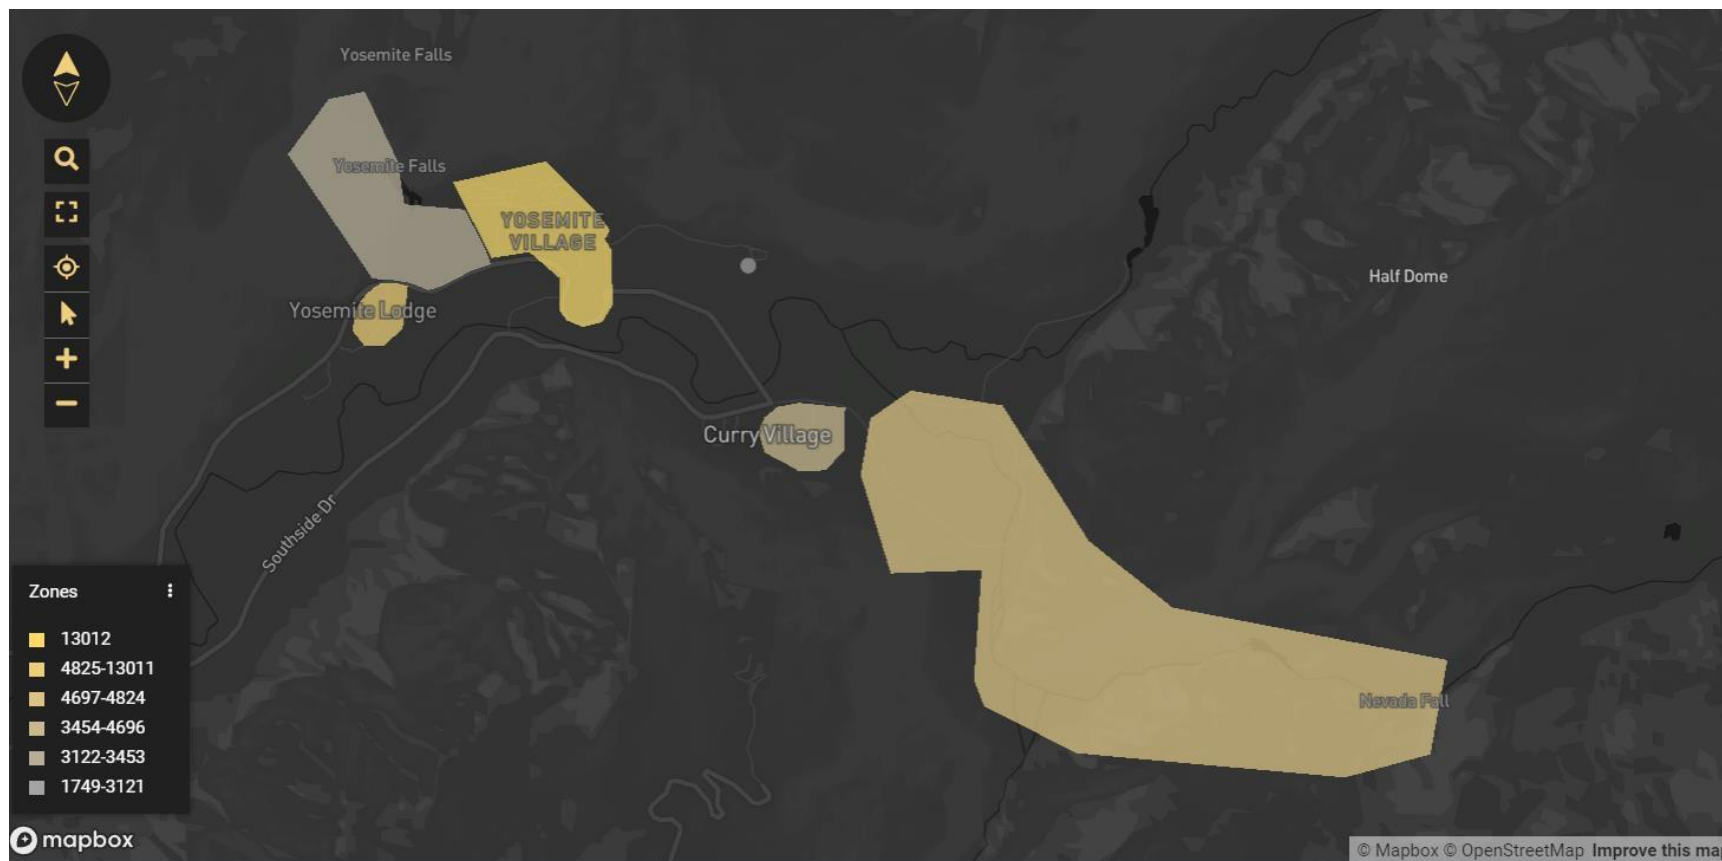 Yosemite Falls
Yosemite Falls
YOSEMITE
VILLAGE
Half Dome
Yosemite Lodge
Curry Village
Southside Dr
Nevada Fall
Zones
13012
4825-13011
4697-4824
3454-4696
3122-3453
1749-3121
mapbox
© Mapbox © OpenStreetMap Improve this